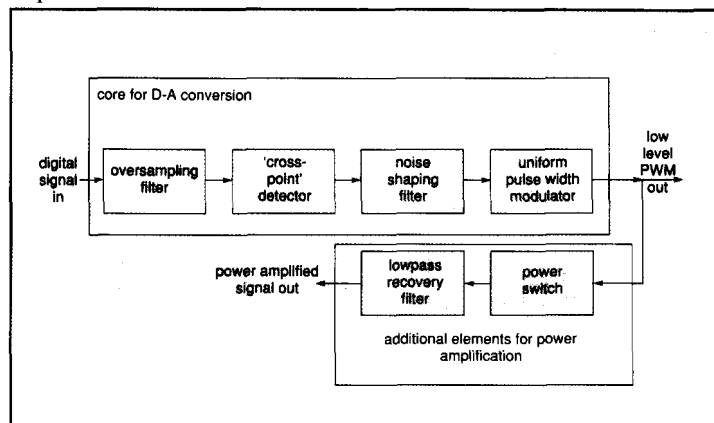 core for D-A conversion
digital
signal
in
oversampling
filter
'cross-
point'
detector
noise
shaping
filter
uniform
pulse width
modulator
low
level
PWM
out
power amplified
signal out
lowpass
recovery
filter
power
switch
additional elements for power
amplification